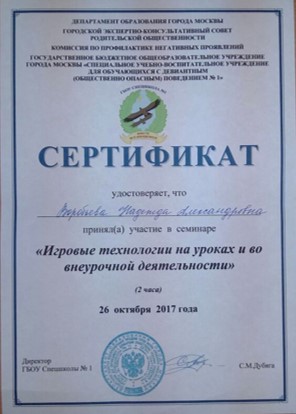 ДЕПАРТАМЕНТ ОБРАЗОВАНИЯ ГОРОДА МОСКВЫ
ГОРОДСКОЙ ЭКСПЕРТНО-КОНСУЛЬТАТИВНЫЙ СОВЕТ
РОДИТЕЛЬСКОЙ ОБЩЕСТВЕННОСТИ
КОМИССИЯ ПО ПРОФИЛАКТИКЕ НЕГАТИВНЫХ ПРОЯВЛЕНИЙ
ГОСУДАРСТВЕННОЕ БЮДЖЕТНОЕ ОБЩЕОБРАЗОВАТЕЛЬНОЕ УЧРЕЖДЕНИЕ
ГОРОДА МОСКВЫ «СПЕЦИАЛЬНОЕ УЧЕБНО-ВОСПИТАТЕЛЬНОЕ УЧРЕЖДЕНИЕ
ДЛЯ ОБУЧАЮЩИХСЯ С ДЕВИАНТНЫМ
(ОБЩЕСТВЕННО ОПАСНЫМ) ПОВЕДЕНИЕМ № 1»
СЕРТИФИКАТ
удостоверяет, что
Воробьева Надежда Александровна
принял(а) участие в семинаре
«Игровые технологии на уроках и во
внеурочной деятельности»
(2 часа)
26 октября 2017 года
Директор
ГБОУ Спецшколы № 1
С.М.Дубяга